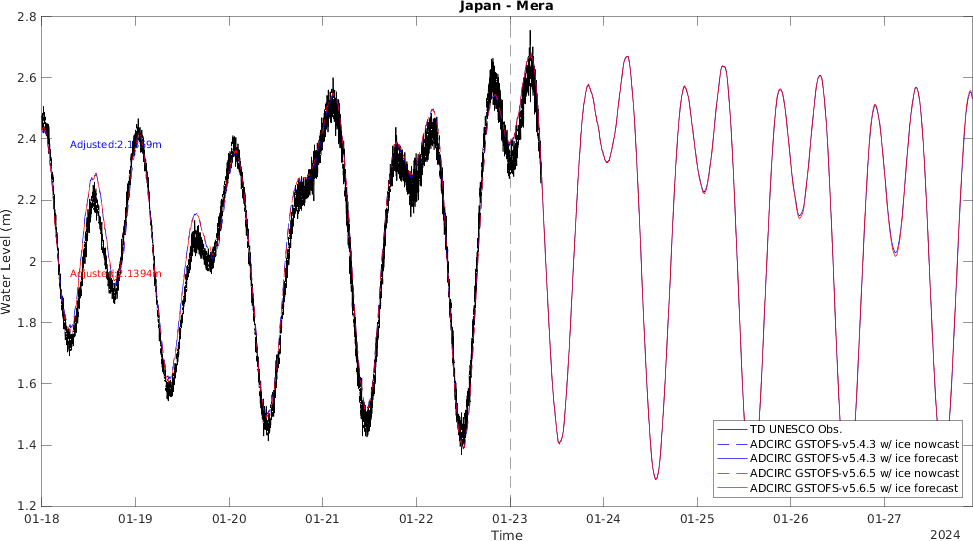 Japan - Mera
2.8
2.6
2.4
2.2
2
1.8
1.6
1.4
1.2
Water Level (m)
Adjusted:2.1394m
01-18
01-19
01-20
01-21
01-22
01-23
01-24
01-25
01-26
01-27
Time
2024
TD UNESCO Obs.
ADCIRC GSTOFS-v5.4.3 w/ ice nowcast
ADCIRC GSTOFS-v5.4.3 w/ ice forecast
ADCIRC GSTOFS-v5.6.5 w/ ice nowcast
ADCIRC GSTOFS-v5.6.5 w/ ice forecast